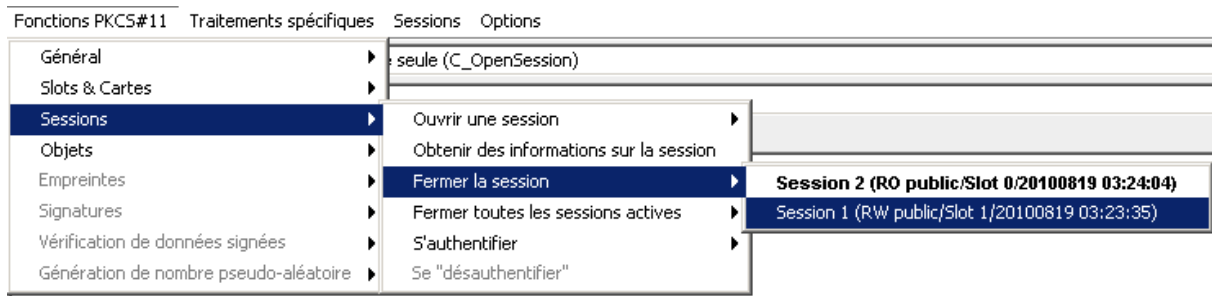 Fonctions PKCS#11 Traitements spécifiques Sessions Options
Général
seule (C_OpenSession)
Slots & Cartes
Sessions
Ouvrir une session
Objets
Obtenir des informations sur la session
Empreintes
Fermer la session
Session 2 (RO public/Slot 0/20100819 03:24:04)
Signatures
Fermer toutes les sessions actives
Session 1 (RW public/Slot 1/20100819 03:23:35)
Vérification de données signées
S'authentifier
Génération de nombre pseudo-aléatoire
Se "désauthentifier"